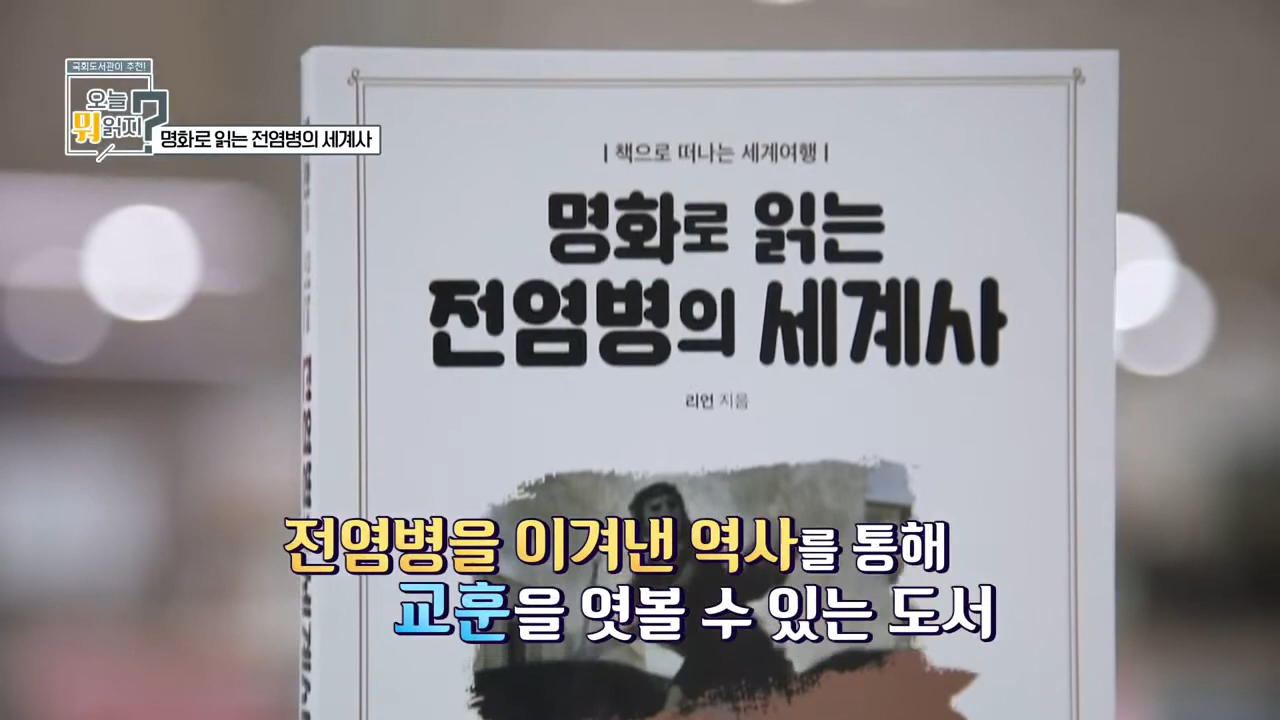 국회도서관이 추천!
오늘
뭐읽지?
명화로 읽는 전염병의 세계사
| 책으로 떠나는 세계여행 |
명화로 읽는
전염병의 세계사
리언 지음
전염병을 이겨낸 역사를 통해
교훈을 엿볼 수 있는 도서